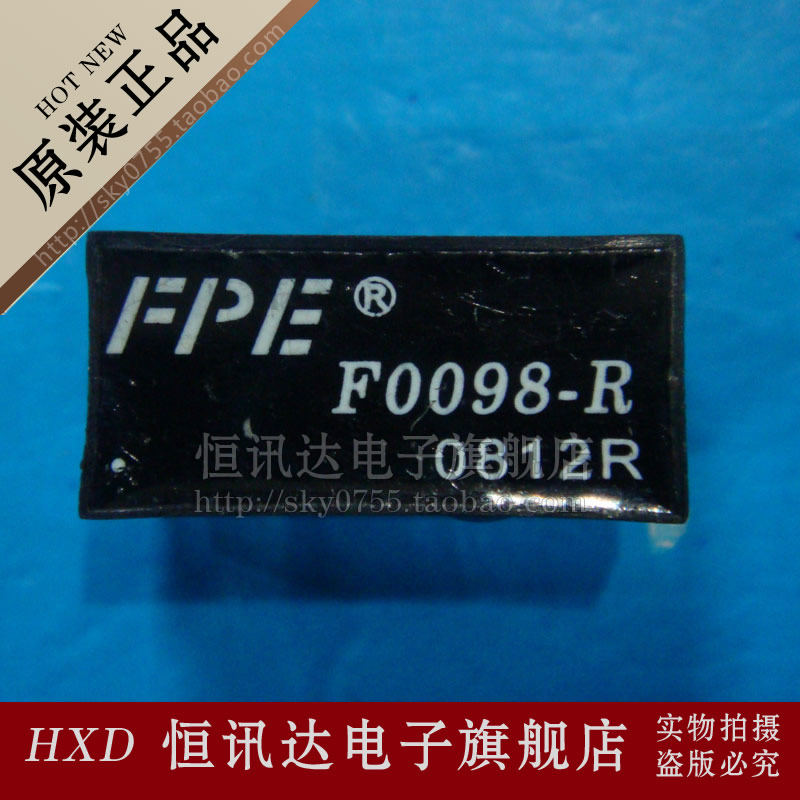 HOT NEW
原装正品
http://sky0755.taobao.com
FPE®
F0098-R
0812R
恒讯达电子旗舰店
http://sky0755.taobao.com
HXD 恒讯达电子旗舰店
实物拍摄
盗版必究